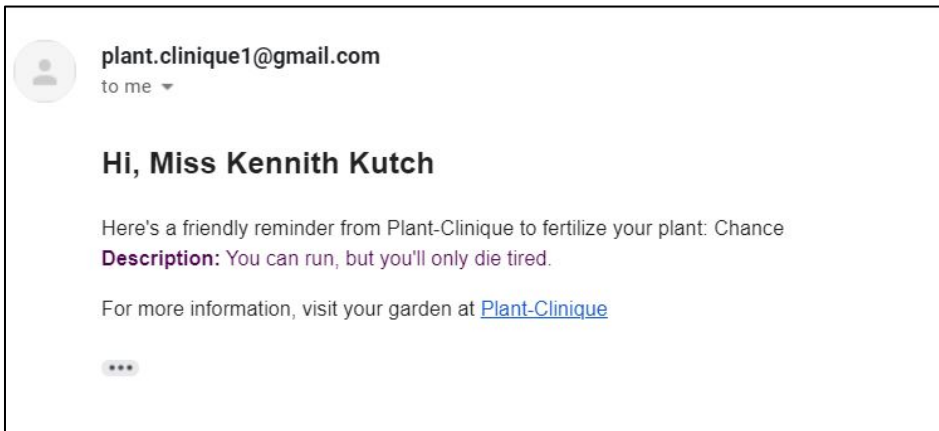 plant.clinique1@gmail.com
to me
Hi, Miss Kennith Kutch
Here's a friendly reminder from Plant-Clinique to fertilize your plant: Chance
Description: You can run, but you'll only die tired.
For more information, visit your garden at Plant-Clinique